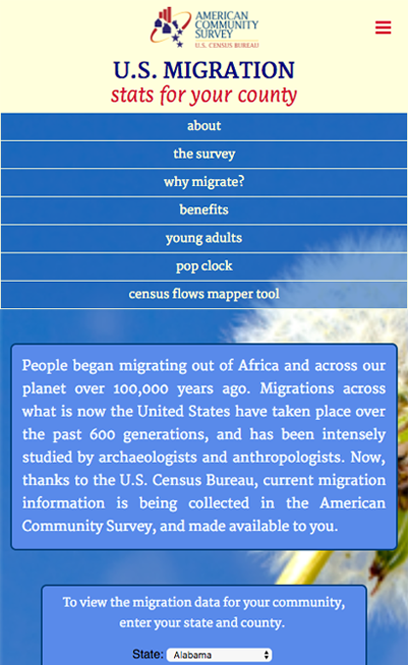 AMERICAN
COMMUNITY
SURVEY
U.S. CENSUS BUREAU
U.S. MIGRATION
stats for your county
about
the survey
why migrate?
benefits
young adults
pop clock
census flows mapper tool
People began migrating out of Africa and across our
planet over 100,000 years ago. Migrations across
what is now the United States have taken place over
the past 600 generations, and has been intensely
studied by archaeologists and anthropologists. Now,
thanks to the U.S. Census Bureau, current migration
information is being collected in the American
Community Survey, and made available to you.
To view the migration data for your community,
enter your state and county.
State: Alabama